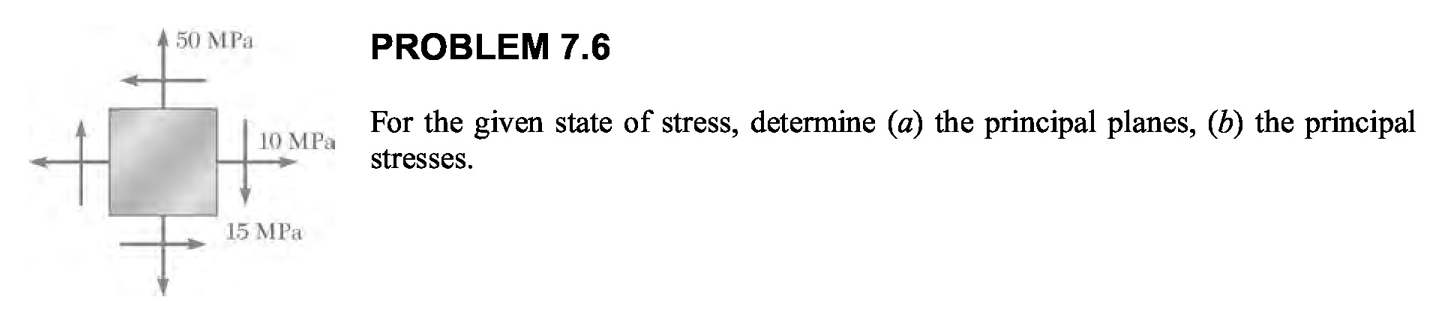 50 MPa
PROBLEM 7.6
For the given state of stress, determine (a) the principal planes, (b) the principal
stresses.
10 MPa
15 MPa